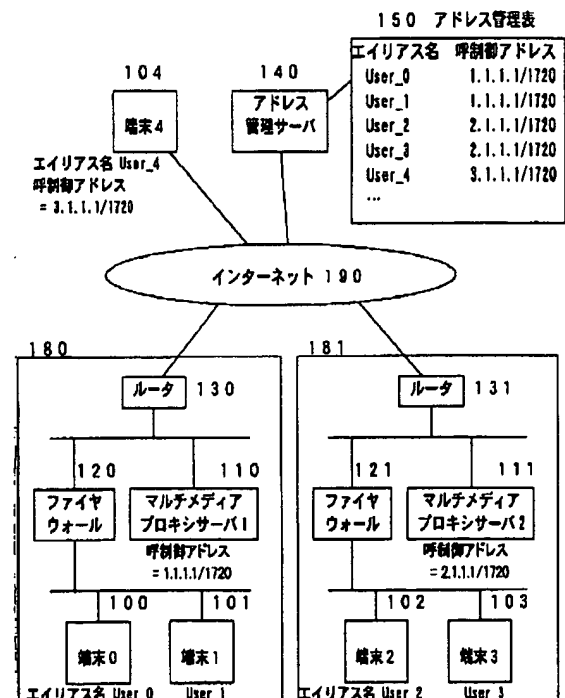 150 アドレス管理表
エイリアス名 呼制御アドレス
User_0 1.1.1.1/1720
User_1 1.1.1.1/1720
User_2 2.1.1.1/1720
User_3 2.1.1.1/1720
User_4 3.1.1.1/1720
...
104
端末4
エイリアス名 User_4
呼制御アドレス
= 3.1.1.1/1720
140
アドレス
管理サーバ
インターネット 190
180
ルータ 130
120
ファイヤ
ウォール
110
マルチメディア
プロキシサーバ1
呼制御アドレス
= 1.1.1.1/1720
100
端末0
エイリアス名 User_0
101
端末1
User_1
181
ルータ 131
121
ファイヤ
ウォール
111
マルチメディア
プロキシサーバ2
呼制御アドレス
= 2.1.1.1/1720
102
端末2
エイリアス名 User_2
103
端末3
User_3